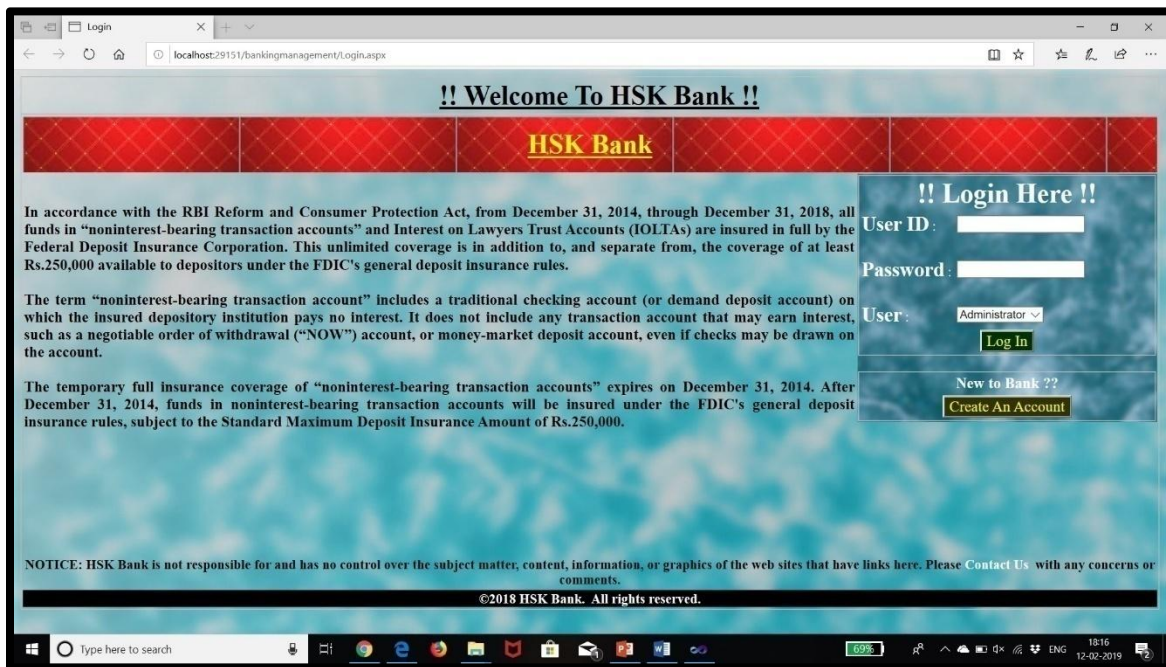 Login
localhost:29151/bankingmanagement/Login.aspx
!! Welcome To HSK Bank !!
HSK Bank
In accordance with the RBI Reform and Consumer Protection Act, from December 31, 2014, through December 31, 2018, all
funds in “noninterest-bearing transaction accounts” and Interest on Lawyers Trust Accounts (IOLTAs) are insured in full by the
Federal Deposit Insurance Corporation. This unlimited coverage is in addition to, and separate from, the coverage of at least
Rs.250,000 available to depositors under the FDIC's general deposit insurance rules.
The term “noninterest-bearing transaction account” includes a traditional checking account (or demand deposit account) on
which the insured depository institution pays no interest. It does not include any transaction account that may earn interest,
such as a negotiable order of withdrawal (“NOW”) account, or money-market deposit account, even if checks may be drawn on
the account.
The temporary full insurance coverage of “noninterest-bearing transaction accounts” expires on December 31, 2014. After
December 31, 2014, funds in noninterest-bearing transaction accounts will be insured under the FDIC's general deposit
insurance rules, subject to the Standard Maximum Deposit Insurance Amount of Rs.250,000.
!! Login Here !!
User ID :
Password :
User : Administrator
Log In
New to Bank ??
Create An Account
NOTICE: HSK Bank is not responsible for and has no control over the subject matter, content, information, or graphics of the web sites that have links here. Please Contact Us with any concerns or
comments.
©2018 HSK Bank. All rights reserved.
Type here to search
69%
ENG
18:16
12-02-2019